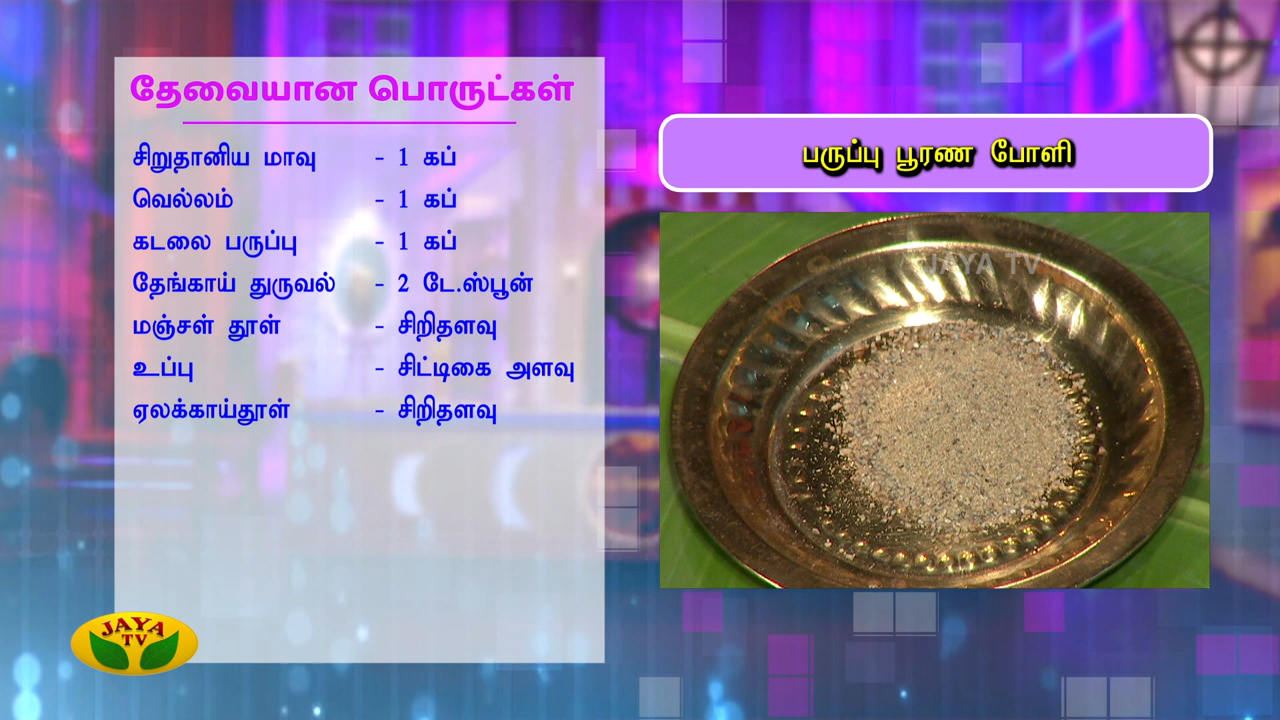 தேவையான பொருட்கள்
சிறுதானிய மாவு - 1 கப்
வெல்லம் - 1 கப்
கடலை பருப்பு - 1 கப்
தேங்காய் துருவல் - 2 டே.ஸ்பூன்
மஞ்சள் தூள் - சிறிதளவு
உப்பு - சிட்டிகை அளவு
ஏலக்காய்தூள் - சிறிதளவு
பருப்பு பூரண போளி
JAYA TV
JAYA
TV